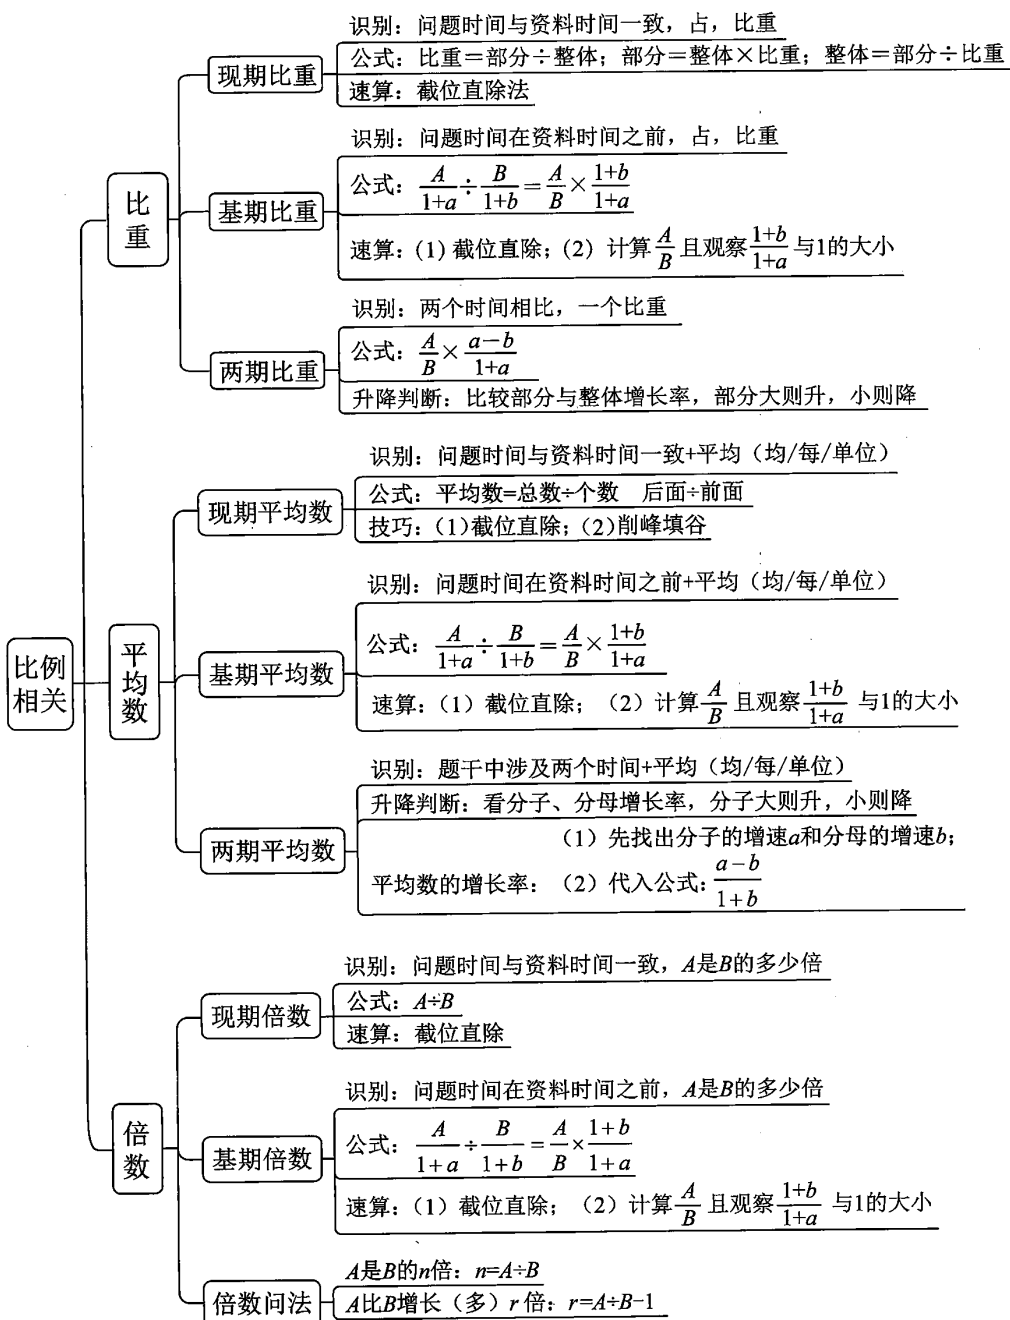 比例相关
比重
现期比重
识别：问题时间与资料时间一致，占，比重
公式：比重＝部分÷整体；部分＝整体×比重；整体＝部分÷比重
速算：截位直除法
基期比重
识别：问题时间在资料时间之前，占，比重
公式：A/(1+a)÷B/(1+b)=A/B×(1+b)/(1+a)
速算：(1) 截位直除；(2) 计算A/B且观察(1+b)/(1+a)与1的大小
两期比重
识别：两个时间相比，一个比重
公式：A/B×(a−b)/(1+a)
升降判断：比较部分与整体增长率，部分大则升，小则降
平均数
现期平均数
识别：问题时间与资料时间一致+平均（均/每/单位）
公式：平均数=总数÷个数　后面÷前面
技巧：(1)截位直除；(2)削峰填谷
基期平均数
识别：问题时间在资料时间之前+平均（均/每/单位）
公式：A/(1+a)÷B/(1+b)=A/B×(1+b)/(1+a)
速算：（1）截位直除；（2）计算A/B且观察(1+b)/(1+a)与1的大小
两期平均数
识别：题干中涉及两个时间+平均（均/每/单位）
升降判断：看分子、分母增长率，分子大则升，小则降
（1）先找出分子的增速a和分母的增速b；
平均数的增长率：（2）代入公式：(a−b)/(1+b)
倍数
现期倍数
识别：问题时间与资料时间一致，A是B的多少倍
公式：A÷B
速算：截位直除
基期倍数
识别：问题时间在资料时间之前，A是B的多少倍
公式：A/(1+a)÷B/(1+b)=A/B×(1+b)/(1+a)
速算：（1）截位直除；（2）计算A/B且观察(1+b)/(1+a)与1的大小
倍数问法
A是B的n倍：n=A÷B
A比B增长（多）r倍：r=A÷B−1